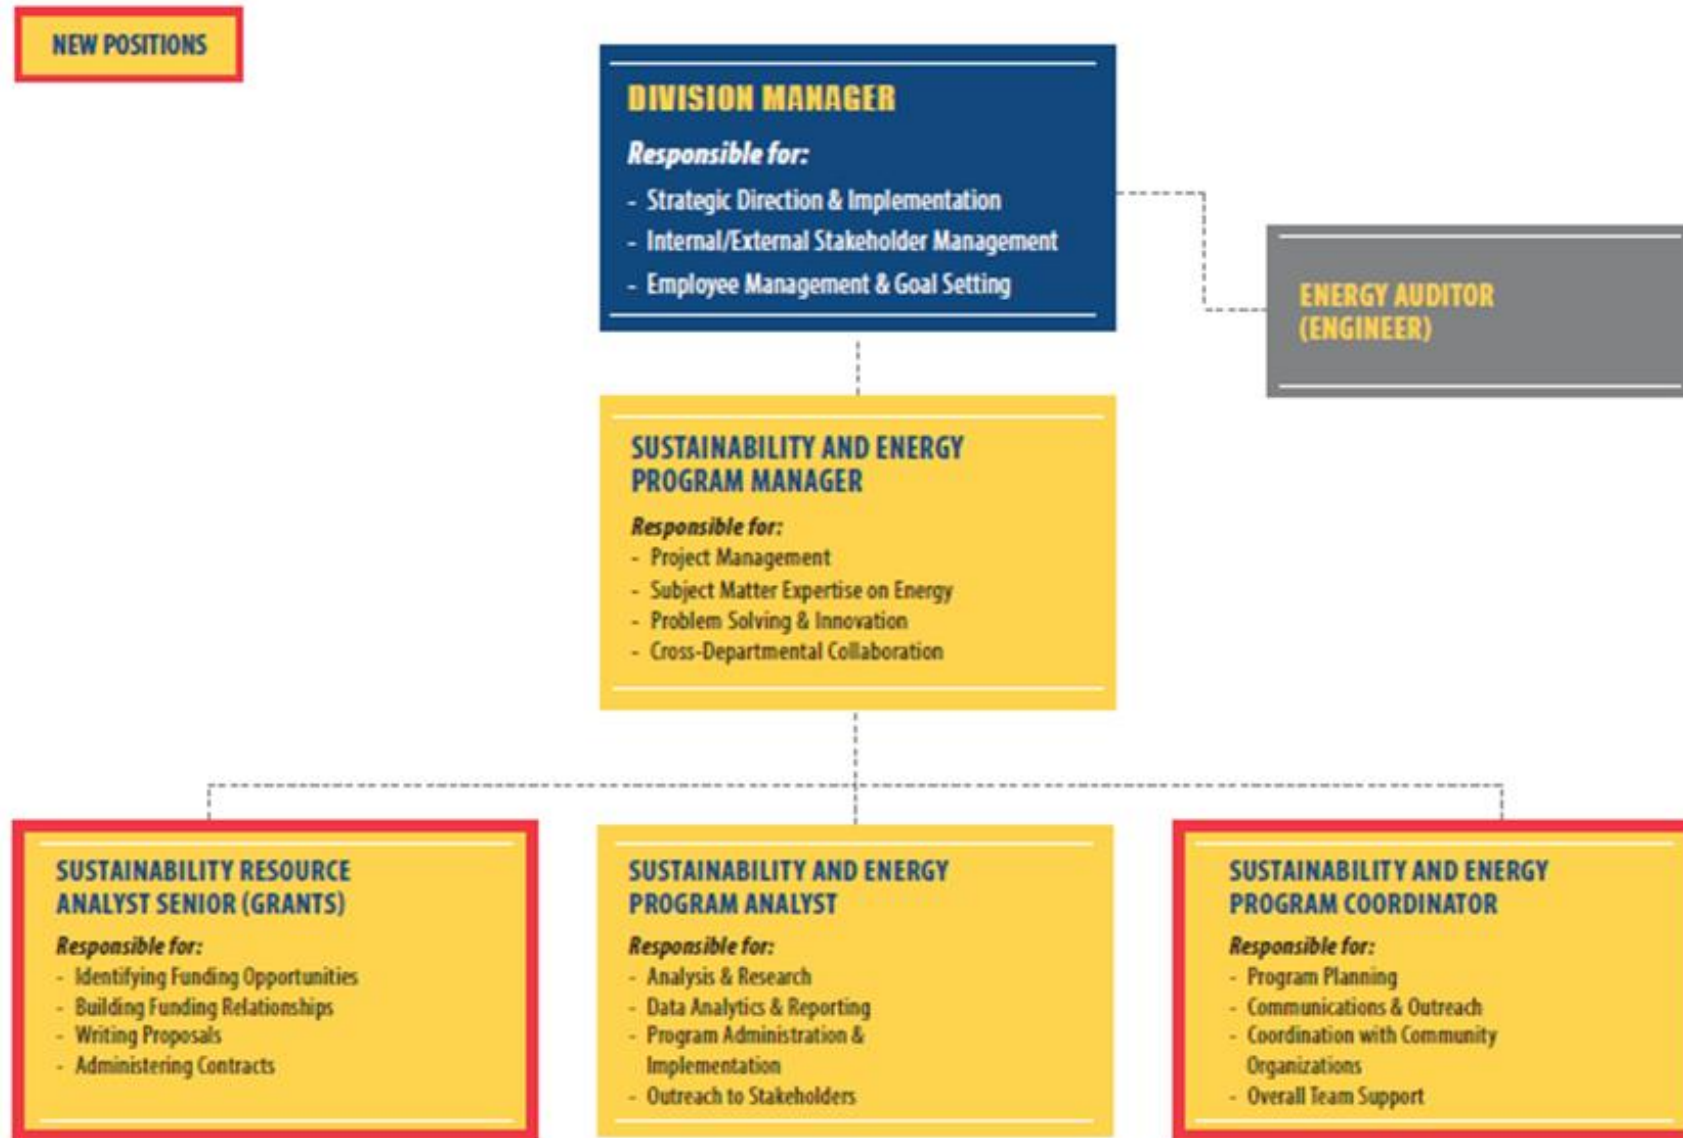 NEW POSITIONS
DIVISION MANAGER
Responsible for:
- Strategic Direction & Implementation
- Internal/External Stakeholder Management
- Employee Management & Goal Setting
ENERGY AUDITOR
(ENGINEER)
SUSTAINABILITY AND ENERGY
PROGRAM MANAGER
Responsible for:
- Project Management
- Subject Matter Expertise on Energy
- Problem Solving & Innovation
- Cross-Departmental Collaboration
SUSTAINABILITY RESOURCE
ANALYST SENIOR (GRANTS)
Responsible for:
- Identifying Funding Opportunities
- Building Funding Relationships
- Writing Proposals
- Administering Contracts
SUSTAINABILITY AND ENERGY
PROGRAM ANALYST
Responsible for:
- Analysis & Research
- Data Analytics & Reporting
- Program Administration &
Implementation
- Outreach to Stakeholders
SUSTAINABILITY AND ENERGY
PROGRAM COORDINATOR
Responsible for:
- Program Planning
- Communications & Outreach
- Coordination with Community
Organizations
- Overall Team Support